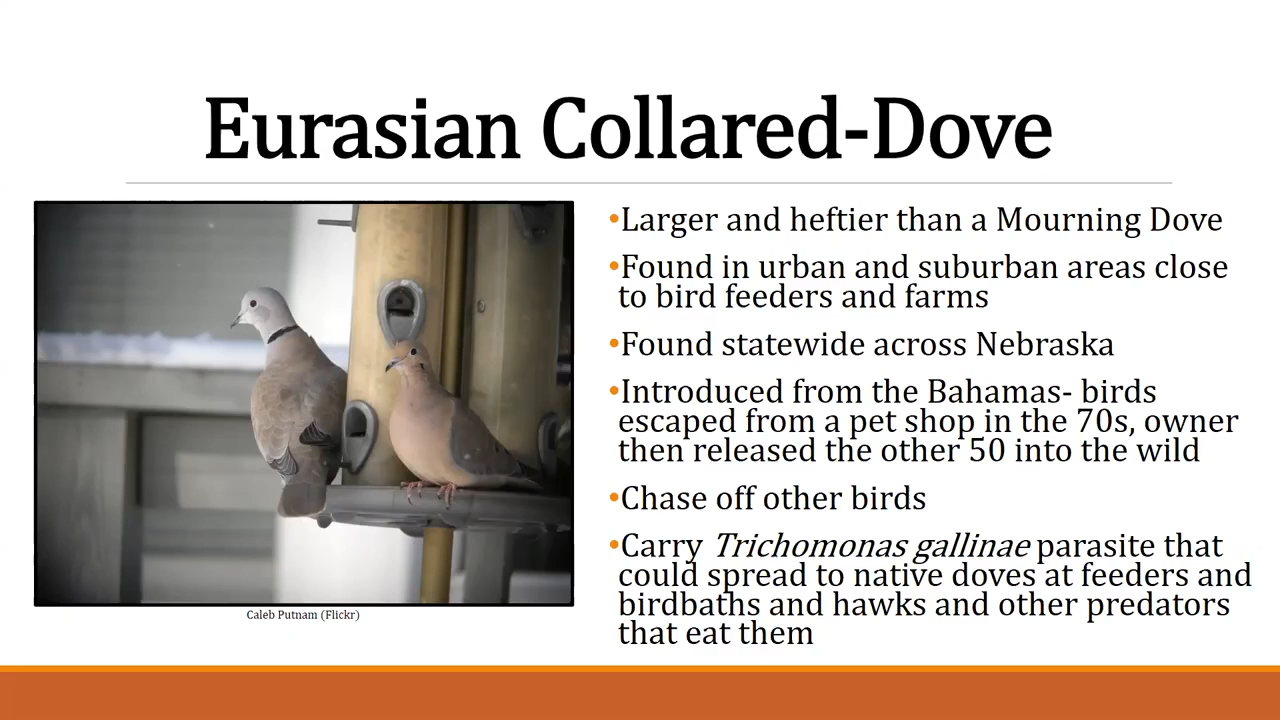 Eurasian Collared-Dove
•Larger and heftier than a Mourning Dove
•Found in urban and suburban areas close
to bird feeders and farms
•Found statewide across Nebraska
•Introduced from the Bahamas- birds
escaped from a pet shop in the 70s, owner
then released the other 50 into the wild
•Chase off other birds
•Carry Trichomonas gallinae parasite that
could spread to native doves at feeders and
birdbaths and hawks and other predators
that eat them
Caleb Putnam (Flickr)